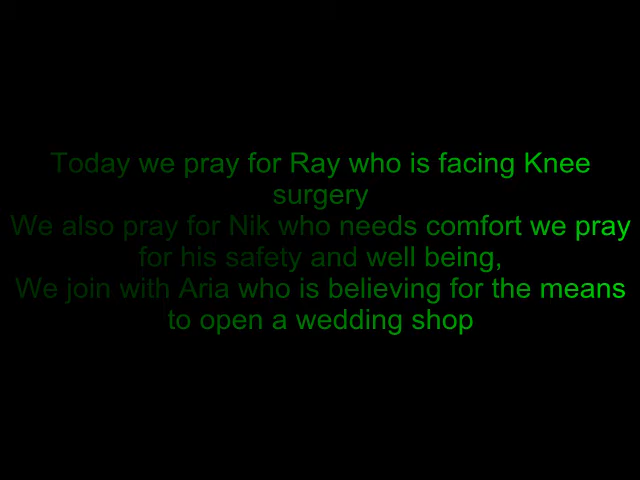 Today we pray for Ray who is facing Knee
surgery
We also pray for Nik who needs comfort we pray
for his safety and well being,
We join with Aria who is believing for the means
to open a wedding shop